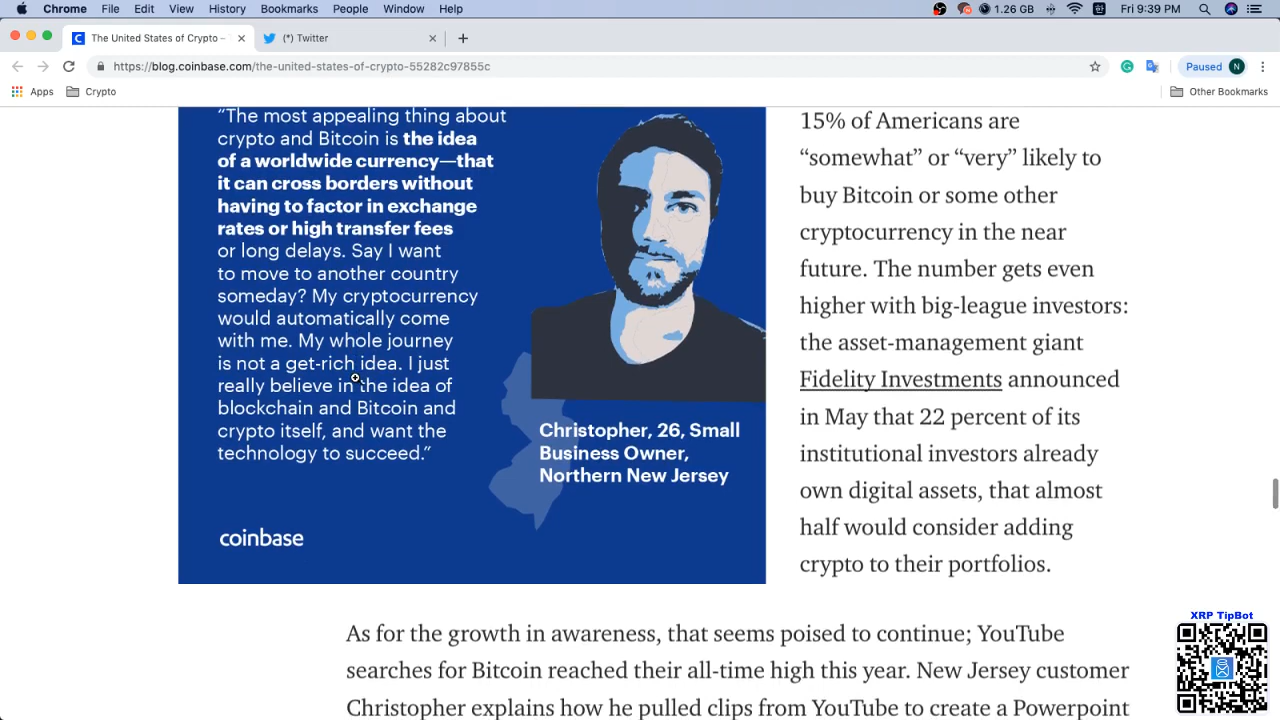 Chrome File Edit View History Bookmarks People Window Help 1.26 GB Fri 9:39 PM
The United States of Crypto – (*) Twitter
https://blog.coinbase.com/the-united-states-of-crypto-55282c97855c Paused N
Apps Crypto Other Bookmarks
“The most appealing thing about
crypto and Bitcoin is the idea
of a worldwide currency—that
it can cross borders without
having to factor in exchange
rates or high transfer fees
or long delays. Say I want
to move to another country
someday? My cryptocurrency
would automatically come
with me. My whole journey
is not a get-rich idea. I just
really believe in the idea of
blockchain and Bitcoin and
crypto itself, and want the
technology to succeed.”
Christopher, 26, Small
Business Owner,
Northern New Jersey
coinbase
15% of Americans are
“somewhat” or “very” likely to
buy Bitcoin or some other
cryptocurrency in the near
future. The number gets even
higher with big-league investors:
the asset-management giant
Fidelity Investments announced
in May that 22 percent of its
institutional investors already
own digital assets, that almost
half would consider adding
crypto to their portfolios.
As for the growth in awareness, that seems poised to continue; YouTube
searches for Bitcoin reached their all-time high this year. New Jersey customer
Christopher explains how he pulled clips from YouTube to create a Powerpoint
XRP TipBot